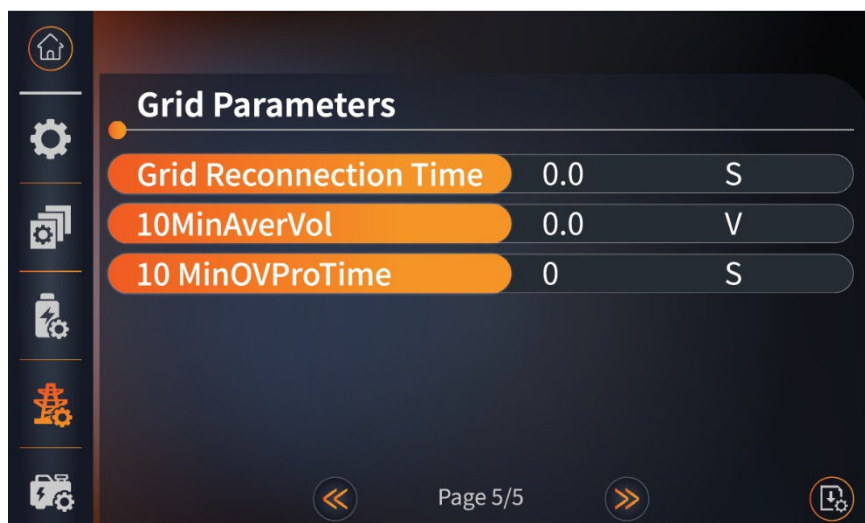 Grid Parameters
Grid Reconnection Time 0.0 S
10MinAverVol 0.0 V
10 MinOVProTime 0 S
Page 5/5